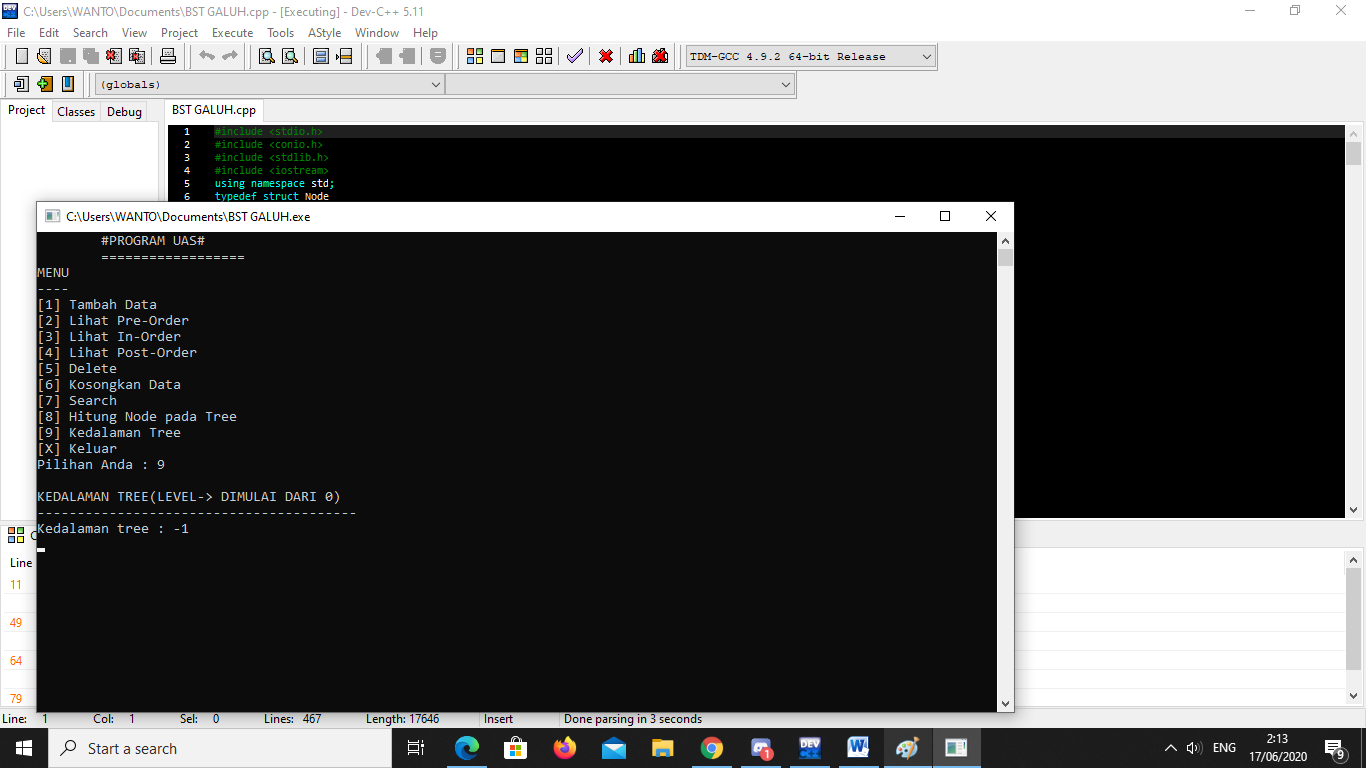 C:\Users\WANTO\Documents\BST GALUH.cpp - [Executing] - Dev-C++ 5.11
File Edit Search View Project Execute Tools AStyle Window Help
TDM-GCC 4.9.2 64-bit Release
(globals)
Project Classes Debug
BST GALUH.cpp
1 #include <stdio.h>
2 #include <conio.h>
3 #include <stdlib.h>
4 #include <iostream>
5 using namespace std;
6 typedef struct Node
C:\Users\WANTO\Documents\BST GALUH.exe
#PROGRAM UAS#
==================
MENU
----
[1] Tambah Data
[2] Lihat Pre-Order
[3] Lihat In-Order
[4] Lihat Post-Order
[5] Delete
[6] Kosongkan Data
[7] Search
[8] Hitung Node pada Tree
[9] Kedalaman Tree
[X] Keluar
Pilihan Anda : 9
KEDALAMAN TREE(LEVEL-> DIMULAI DARI 0)
----------------------------------------
Kedalaman tree : -1
Line
11
49
64
79
Line: 1 Col: 1 Sel: 0 Lines: 467 Length: 17646 Insert Done parsing in 3 seconds
Start a search
DEV
ENG
2:13
17/06/2020
9